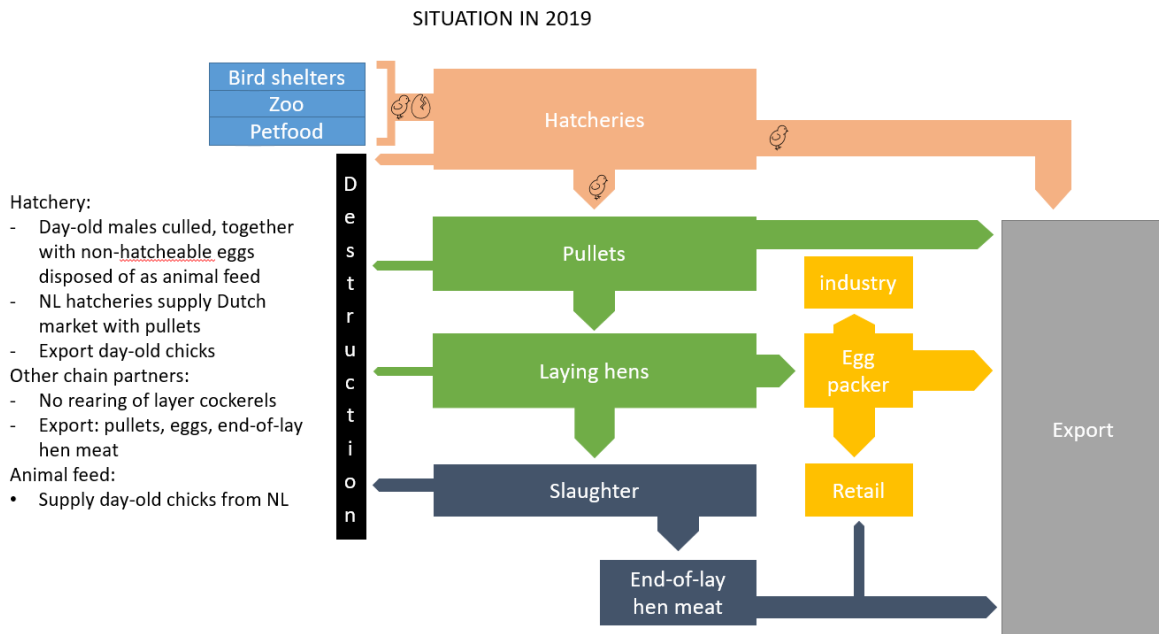 SITUATION IN 2019
Bird shelters
Zoo
Petfood
Hatcheries
Destruction
Hatchery:
- Day-old males culled, together
with non-hatcheable eggs
disposed of as animal feed
- NL hatcheries supply Dutch
market with pullets
- Export day-old chicks
Other chain partners:
- No rearing of layer cockerels
- Export: pullets, eggs, end-of-lay
hen meat
Animal feed:
• Supply day-old chicks from NL
Pullets
industry
Laying hens
Egg
packer
Export
Slaughter
Retail
End-of-lay
hen meat